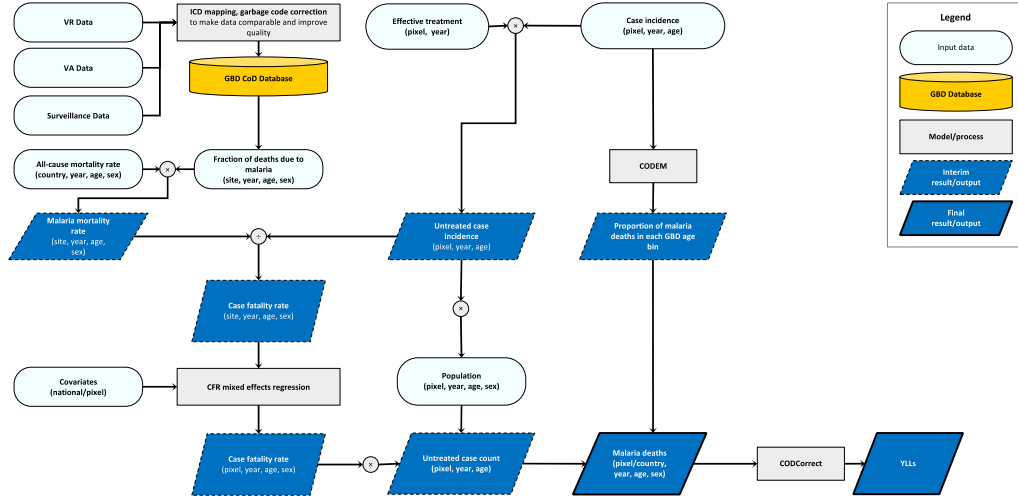 VR Data
VA Data
Surveillance Data
ICD mapping, garbage code correction
to make data comparable and improve
quality
GBD CoD Database
All-cause mortality rate
(country, year, age, sex)
×
Fraction of deaths due to
malaria
(site, year, age, sex)
Malaria mortality
rate
(site, year, age,
sex)
÷
Case fatality rate
(site, year, age, sex)
Covariates
(national/pixel)
CFR mixed effects regression
Case fatality rate
(pixel, year, age, sex)
×
Effective treatment
(pixel, year)
×
Case incidence
(pixel, year, age)
Untreated case
incidence
(pixel, year, age)
×
Population
(pixel, year, age, sex)
Untreated case count
(pixel, year, age)
CODEM
Proportion of malaria
deaths in each GBD age
bin
Malaria deaths
(pixel/country,
year, age, sex)
CODCorrect
YLLs
Legend
Input data
GBD Database
Model/process
Interim
result/output
Final
result/output